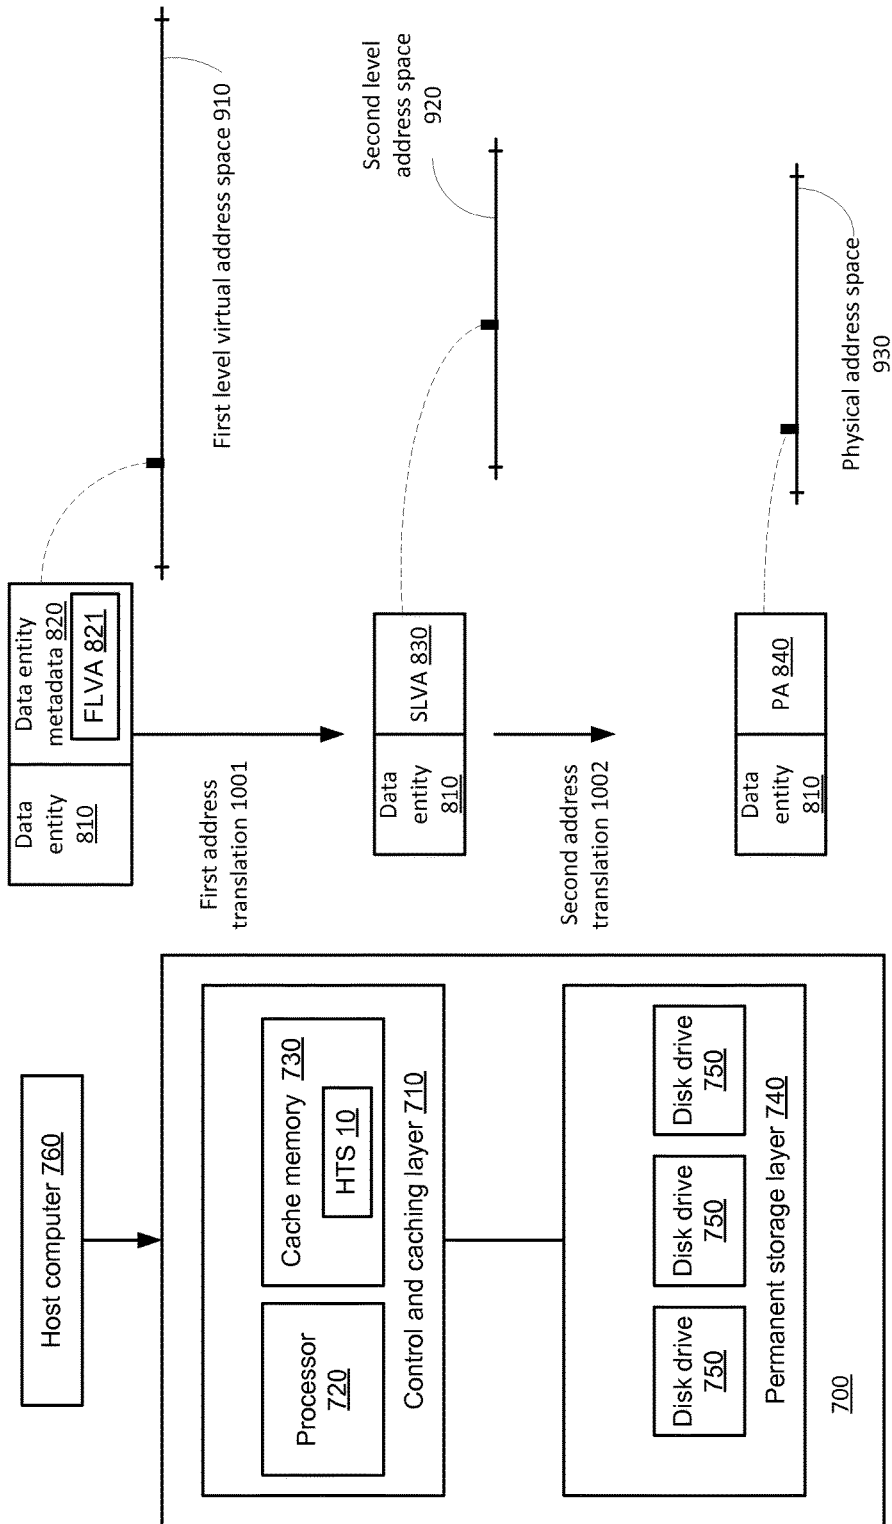 Host computer 760
Processor
720
Cache memory 730
HTS 10
Control and caching layer 710
Disk drive
750
Disk drive
750
Disk drive
750
Permanent storage layer 740
700
Data
entity
810
Data entity
metadata 820
FLVA 821
First level virtual address space 910
First address
translation 1001
Data
entity
810
SLVA 830
Second level
address space
920
Second address
translation 1002
Data
entity
810
PA 840
Physical address space
930